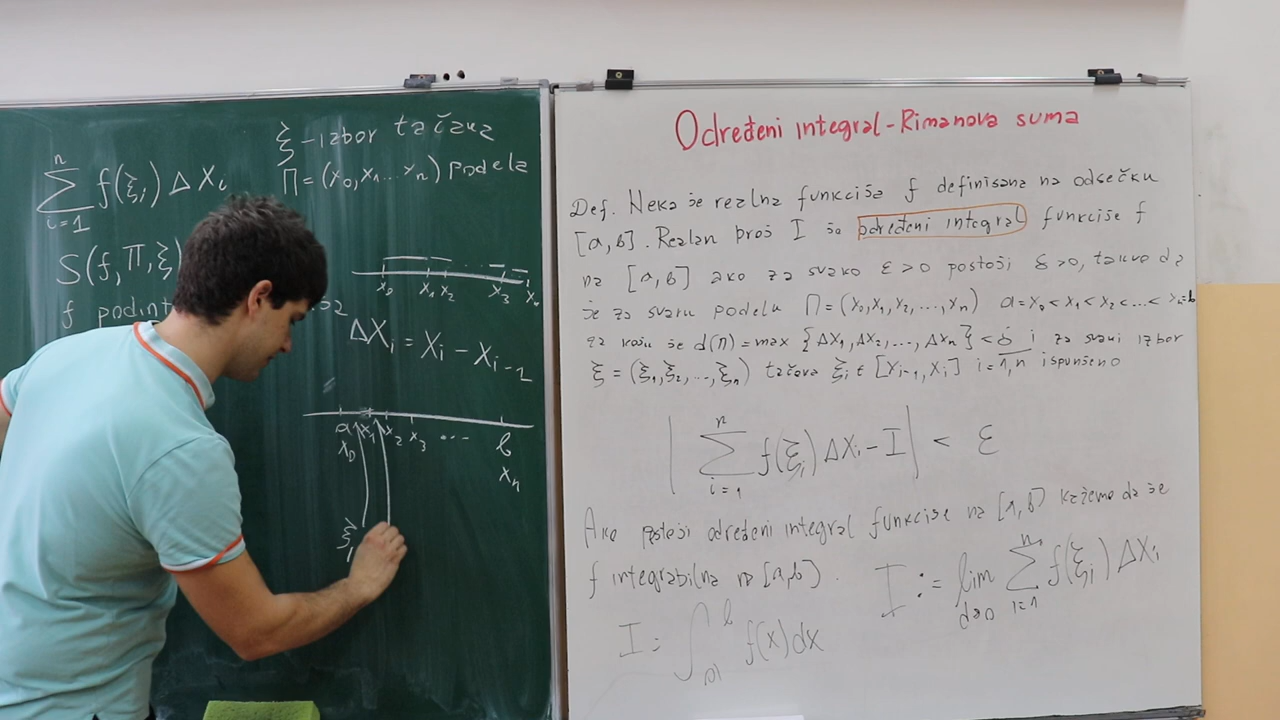 ξ - izbor tačaka
Π = (x₀, x₁ ... xₙ) podela
n
∑ f(ξᵢ) Δxᵢ
i=1
S(f, Π, ξ)
f podint
x₀ x₁ x₂ ... x₃ xₙ
Δxᵢ = xᵢ - xᵢ₋₁
a x₁ x₂ x₃ ... b
x₀ xₙ
ξ₁
Određeni integral - Rimanova suma
Def. Neka je realna funkcija f definisana na odsečku
[a, b]. Realan broj I je određeni integral funkcije f
na [a, b] ako za svako ε > 0 postoji δ > 0, takvo da
je za svaku podelu Π = (x₀, x₁, x₂, ..., xₙ) a = x₀ < x₁ < x₂ < ... < xₙ = b
za koju je d(Π) = max {Δx₁, Δx₂, ..., Δxₙ} < δ i za svaki izbor
ξ = (ξ₁, ξ₂, ..., ξₙ) tačaka ξᵢ ∈ [xᵢ₋₁, xᵢ] i = 1, n ispunjeno
n
| ∑ f(ξᵢ) Δxᵢ - I | < ε
i=1
Ako postoji određeni integral funkcije na [a, b] kažemo da je
f integrabilna na [a, b].
I := lim d→0 ∑ⁿ i=1 f(ξᵢ) Δxᵢ
I = ∫ₐᵇ f(x) dx